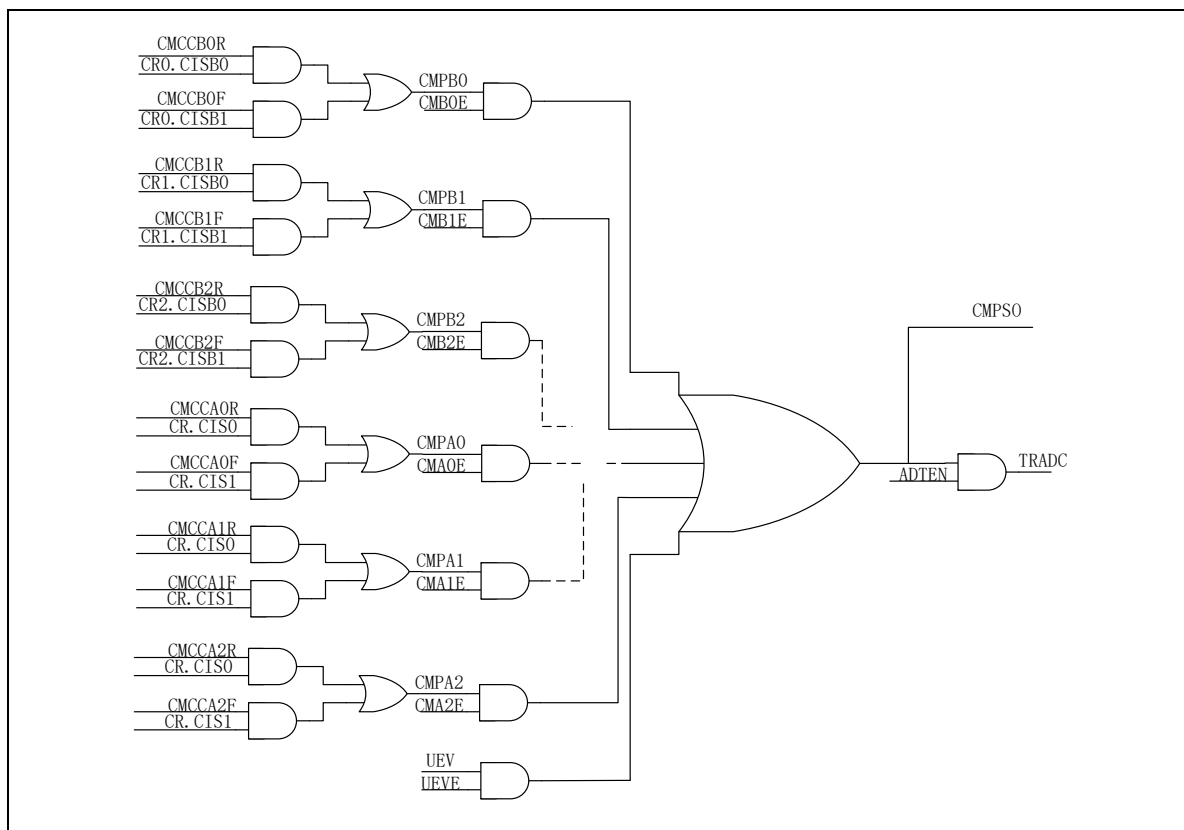 CMCCB0R
CR0.CISB0
CMCCB0F
CR0.CISB1
CMPB0
CMB0E
CMCCB1R
CR1.CISB0
CMCCB1F
CR1.CISB1
CMPB1
CMB1E
CMCCB2R
CR2.CISB0
CMCCB2F
CR2.CISB1
CMPB2
CMB2E
CMCCA0R
CR.CIS0
CMCCA0F
CR.CIS1
CMPA0
CMA0E
CMCCA1R
CR.CIS0
CMCCA1F
CR.CIS1
CMPA1
CMA1E
CMCCA2R
CR.CIS0
CMCCA2F
CR.CIS1
CMPA2
CMA2E
UEV
UEVE
CMPSO
ADTEN
TRADC